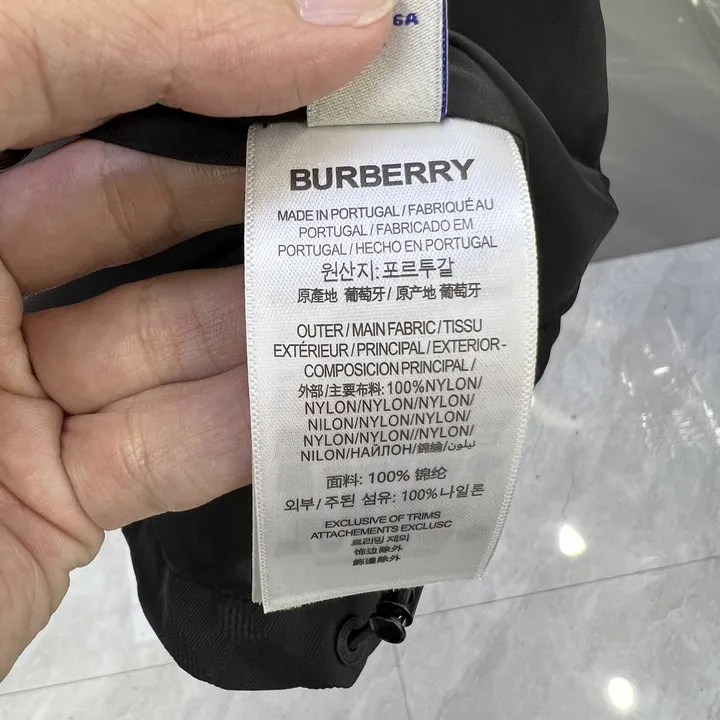 6A
BURBERRY
MADE IN PORTUGAL / FABRIQUÉ AU
PORTUGAL / FABRICADO EM
PORTUGAL / HECHO EN PORTUGAL
원산지: 포르투갈
原產地 葡萄牙 / 原产地 葡萄牙
OUTER / MAIN FABRIC / TISSU
EXTÉRIEUR / PRINCIPAL / EXTERIOR-
COMPOSICION PRINCIPAL /
外部 / 主要布料: 100% NYLON /
NYLON / NYLON / NYLON /
NILON / NYLON / NYLON /
NYLON / NYLON // NYLON /
NILON / НАЙЛОН / 錦綸 / نيلون
面料: 100% 锦纶
외부 / 주된 섬유: 100% 나일론
EXCLUSIVE OF TRIMS
ATTACHEMENTS EXCLUSC
트리밍 제외
饰边除外
飾邊除外